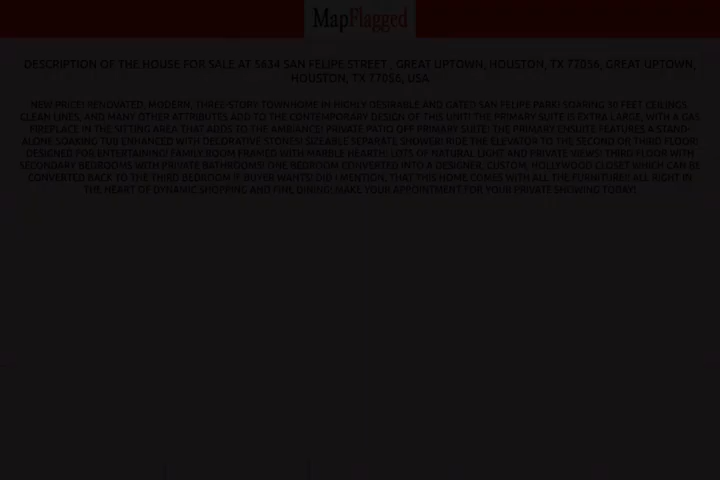 MapFlagged
DESCRIPTION OF THE HOUSE FOR SALE AT 5634 SAN FELIPE STREET , GREAT UPTOWN, HOUSTON, TX 77056, GREAT UPTOWN,
HOUSTON, TX 77056, USA
NEW PRICE! RENOVATED, MODERN, THREE-STORY TOWNHOME IN HIGHLY DESIRABLE AND GATED SAN FELIPE PARK! SOARING 10 FEET CEILINGS,
CLEAN LINES, AND MANY OTHER ATTRIBUTES ADD TO THE CONTEMPORARY DESIGN OF THIS UNIT! THE PRIMARY SUITE IS EXTRA LARGE, WITH A GAS
FIREPLACE IN THE SITTING AREA THAT ADDS TO THE AMBIANCE! PRIVATE PATIO OFF PRIMARY SUITE! THE PRIMARY ENSUITE FEATURES A STAND-
ALONE SOAKING TUB ENHANCED WITH DECORATIVE STONES! SIZEABLE SEPARATE SHOWER! RIDE THE ELEVATOR TO THE SECOND OR THIRD FLOOR!
DESIGNED FOR ENTERTAINING! FAMILY ROOM FRAMED WITH MARBLE HEARTH! LOTS OF NATURAL LIGHT AND PRIVATE VIEWS! THIRD FLOOR WITH
SECONDARY BEDROOMS WITH PRIVATE BATHROOMS! ONE BEDROOM CONVERTED INTO A DESIGNER, CUSTOM, HOLLYWOOD CLOSET WHICH CAN BE
CONVERTED BACK TO THE THIRD BEDROOM IF BUYER WANTS! DID I MENTION, THAT THIS HOME COMES WITH ALL THE FURNITURE!! ALL RIGHT IN
THE HEART OF DYNAMIC SHOPPING AND FINE DINING! MAKE YOUR APPOINTMENT FOR YOUR PRIVATE SHOWING TODAY!